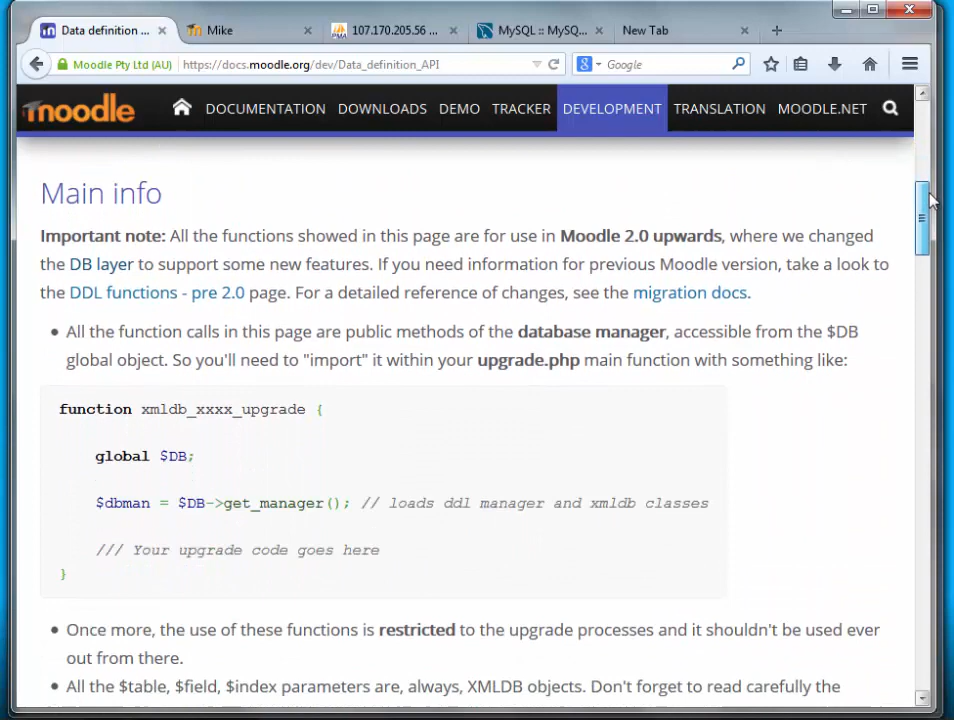 Data definition ...
Mike
107.170.205.56 ...
MySQL :: MySQ...
New Tab
Moodle Pty Ltd (AU)
https://docs.moodle.org/dev/Data_definition_API
Google
moodle
DOCUMENTATION
DOWNLOADS
DEMO
TRACKER
DEVELOPMENT
TRANSLATION
MOODLE.NET
Main info
Important note: All the functions showed in this page are for use in Moodle 2.0 upwards, where we changed
the DB layer to support some new features. If you need information for previous Moodle version, take a look to
the DDL functions - pre 2.0 page. For a detailed reference of changes, see the migration docs.
• All the function calls in this page are public methods of the database manager, accessible from the $DB
global object. So you'll need to "import" it within your upgrade.php main function with something like:
function xmldb_xxxx_upgrade {
global $DB;
$dbman = $DB->get_manager(); // loads ddl manager and xmldb classes
/// Your upgrade code goes here
}
• Once more, the use of these functions is restricted to the upgrade processes and it shouldn't be used ever
out from there.
• All the $table, $field, $index parameters are, always, XMLDB objects. Don't forget to read carefully the